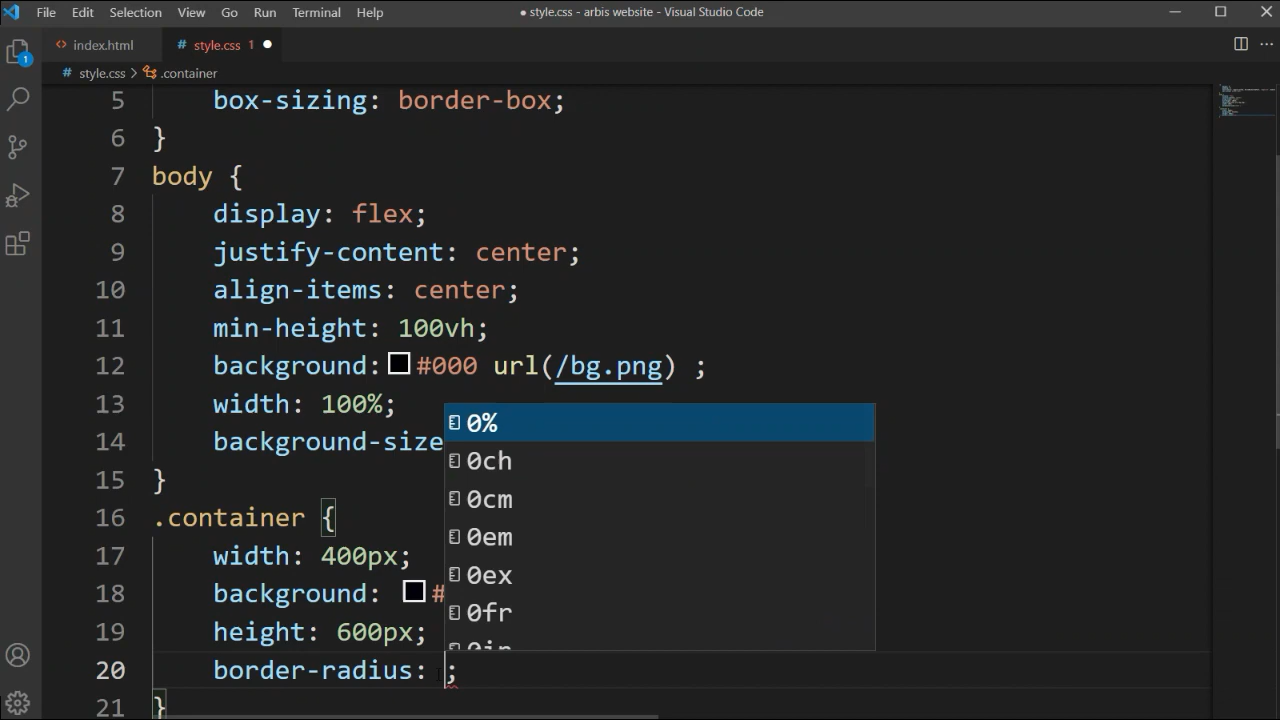 File Edit Selection View Go Run Terminal Help ● style.css - arbis website - Visual Studio Code
<> index.html # style.css 1 ●
# style.css > .container
5 box-sizing: border-box;
6 }
7 body {
8 display: flex;
9 justify-content: center;
10 align-items: center;
11 min-height: 100vh;
12 background: #000 url(/bg.png) ;
13 width: 100%;
14 background-size
15 }
16 .container {
17 width: 400px;
18 background: #
19 height: 600px;
20 border-radius: ;
21 }
0%
0ch
0cm
0em
0ex
0fr
0in
1